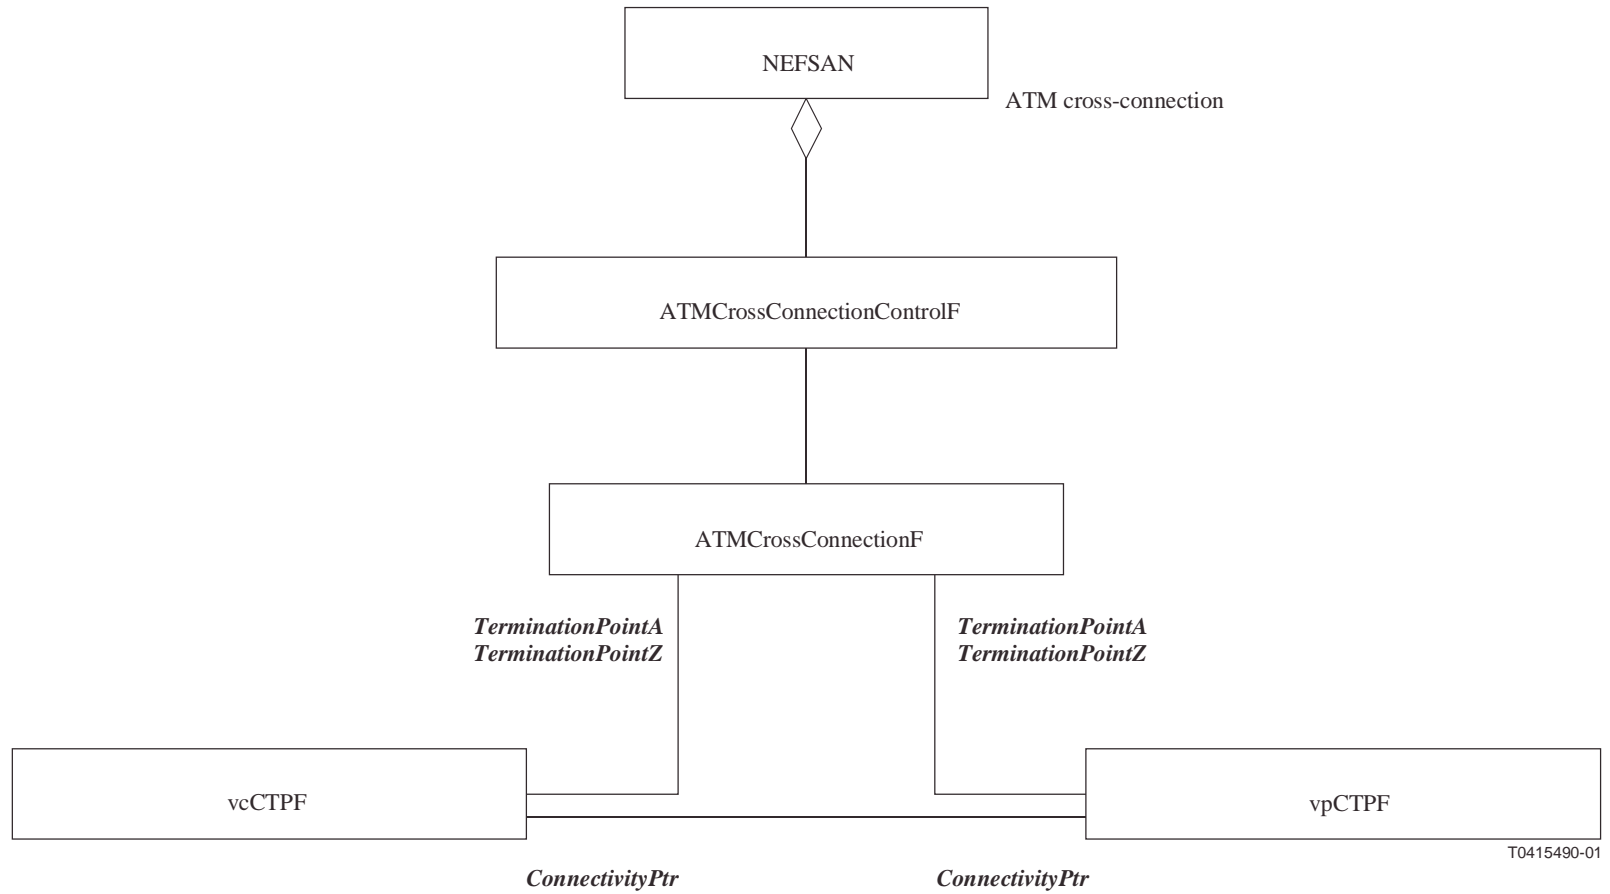 NEFSAN
ATM cross-connection
ATMCrossConnectionControlF
ATMCrossConnectionF
TerminationPointA
TerminationPointZ
TerminationPointA
TerminationPointZ
vcCTPF
vpCTPF
T0415490-01
ConnectivityPtr
ConnectivityPtr